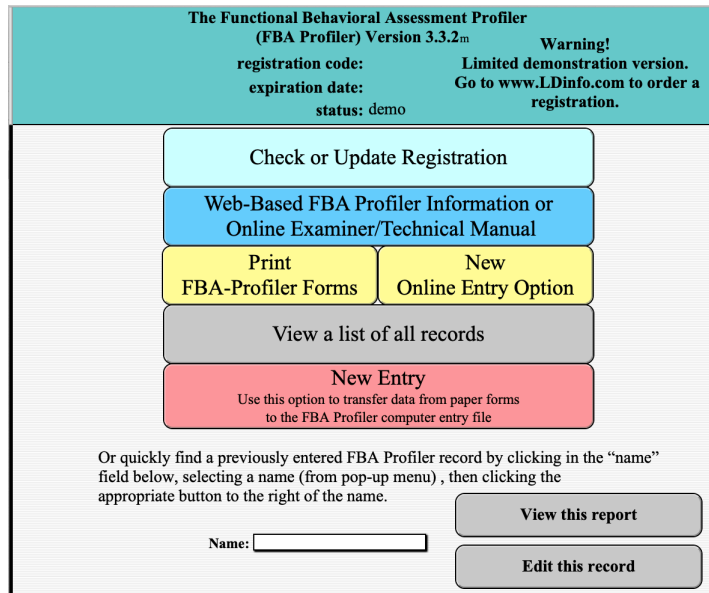 The Functional Behavioral Assessment Profiler
(FBA Profiler) Version 3.3.2m
Warning!
Limited demonstration version.
Go to www.LDinfo.com to order a
registration.
registration code:
expiration date:
status: demo
Check or Update Registration
Web-Based FBA Profiler Information or
Online Examiner/Technical Manual
Print
FBA-Profiler Forms
New
Online Entry Option
View a list of all records
New Entry
Use this option to transfer data from paper forms
to the FBA Profiler computer entry file
Or quickly find a previously entered FBA Profiler record by clicking in the “name”
field below, selecting a name (from pop-up menu) , then clicking the
appropriate button to the right of the name.
Name:
View this report
Edit this record